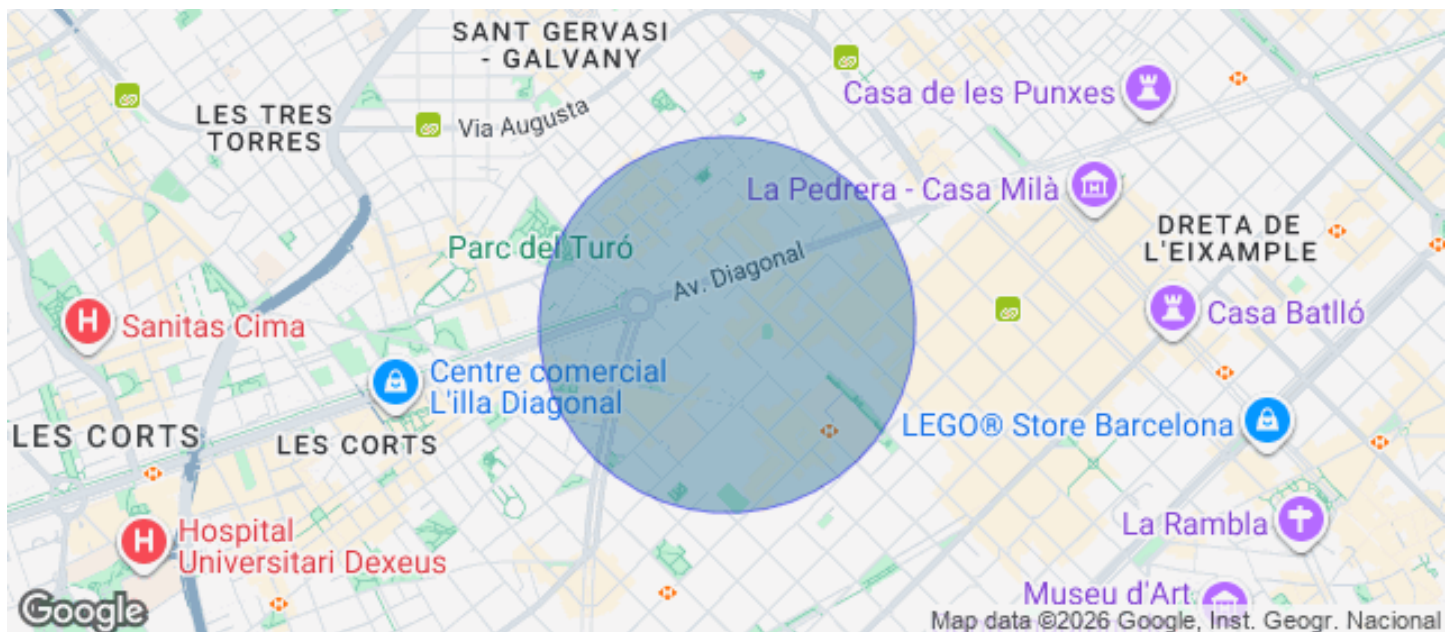 SANT GERVASI
- GALVANY
Casa de les Punxes
LES TRES
TORRES
Via Augusta
La Pedrera - Casa Milà
DRETA DE
L'EIXAMPLE
Parc del Turó
Av. Diagonal
Sanitas Cima
Casa Batlló
Centre comercial
L'illa Diagonal
LEGO® Store Barcelona
LES CORTS
LES CORTS
La Rambla
Hospital
Universitari Dexeus
Museu d'Art
Google
Map data ©2026 Google, Inst. Geogr. Nacional